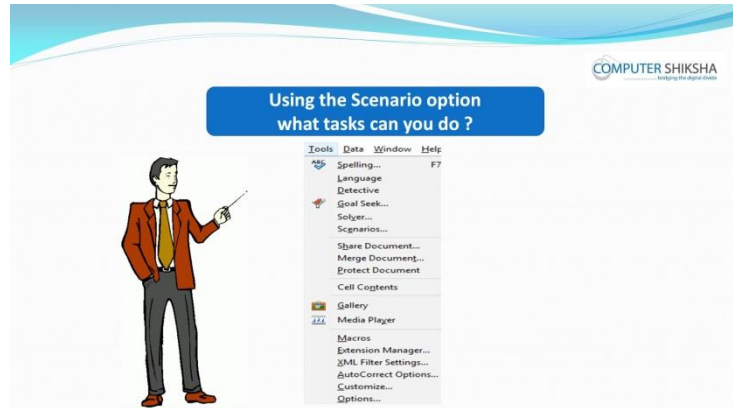 COMPUTER SHIKSHA
bridging the digital divide
Using the Scenario option
what tasks can you do ?
Tools Data Window Help
ABC Spelling... F7
Language
Detective
Goal Seek...
Solver...
Scenarios...
Share Document...
Merge Document...
Protect Document
Cell Contents
Gallery
Media Player
Macros
Extension Manager...
XML Filter Settings...
AutoCorrect Options...
Customize...
Options...